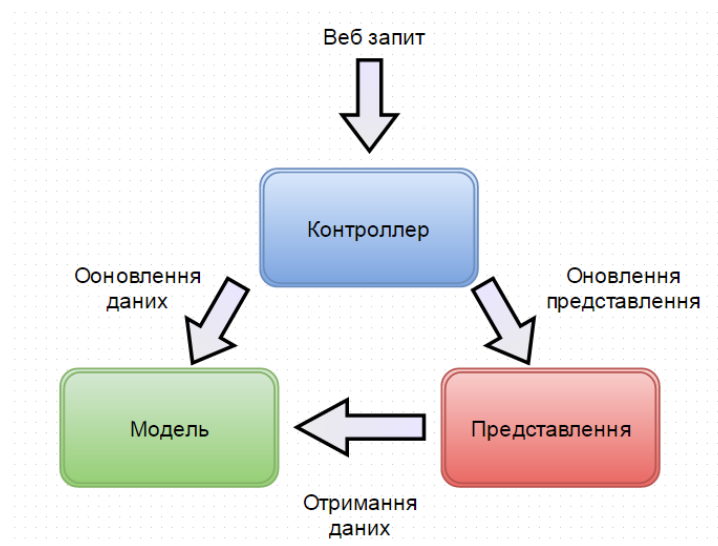 Веб запит
Контроллер
Ооновлення
даних
Оновлення
представлення
Модель
Представлення
Отримання
даних